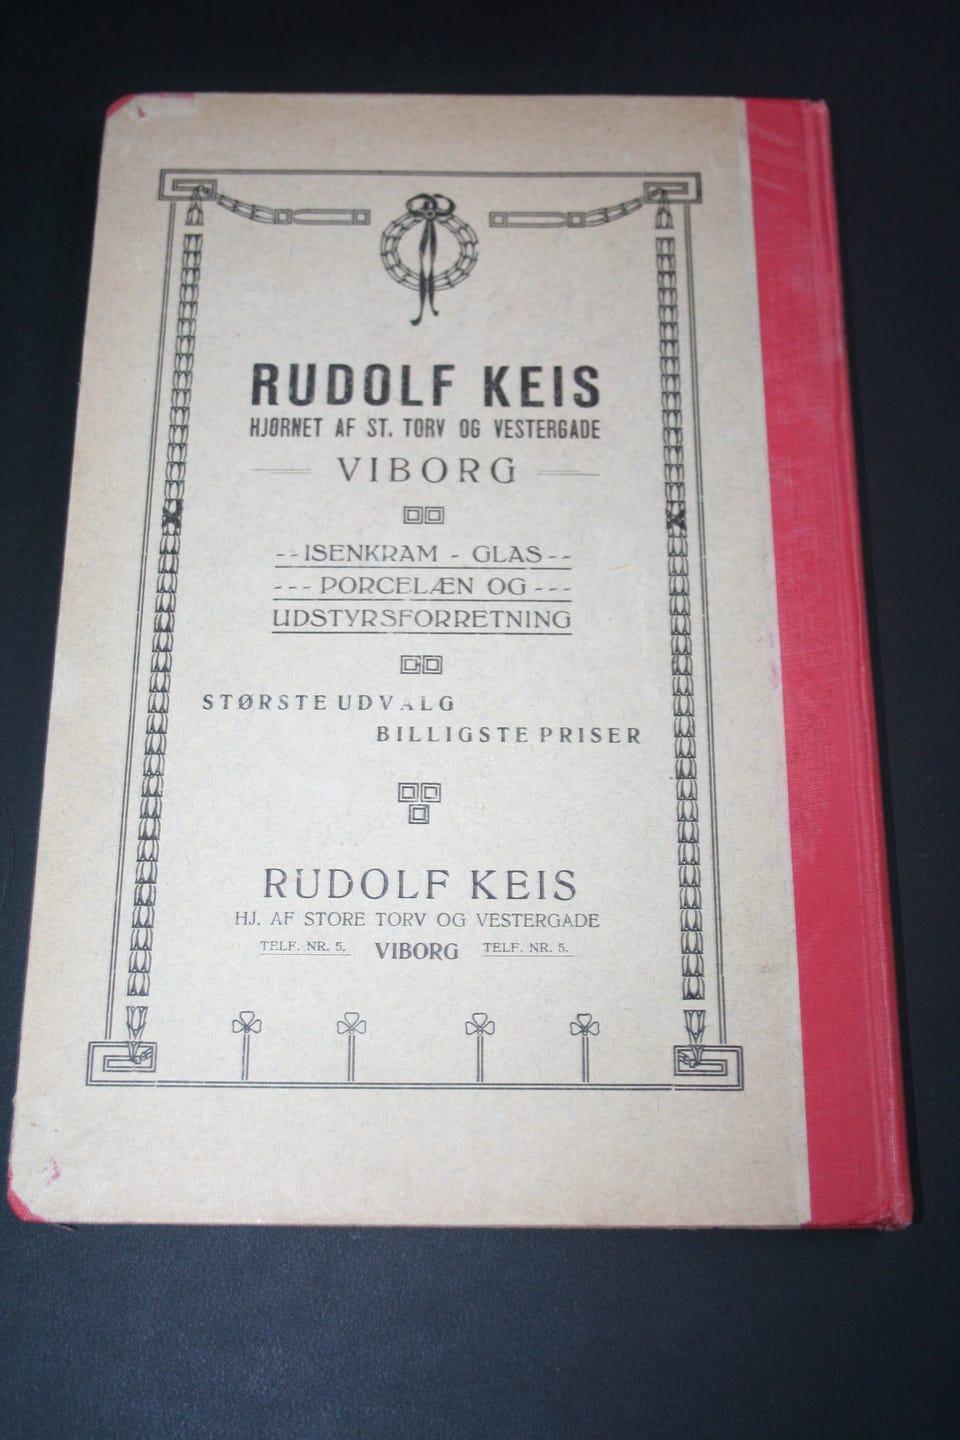 RUDOLF KEIS
HJØRNET AF ST. TORV OG VESTERGADE
VIBORG
--ISENKRAM - GLAS--
--- PORCELÆN OG ---
UDSTYRSFORRETNING
STØRSTE UDVALG
BILLIGSTE PRISER
RUDOLF KEIS
HJ. AF STORE TORV OG VESTERGADE
TELF. NR. 5. VIBORG TELF. NR. 5.